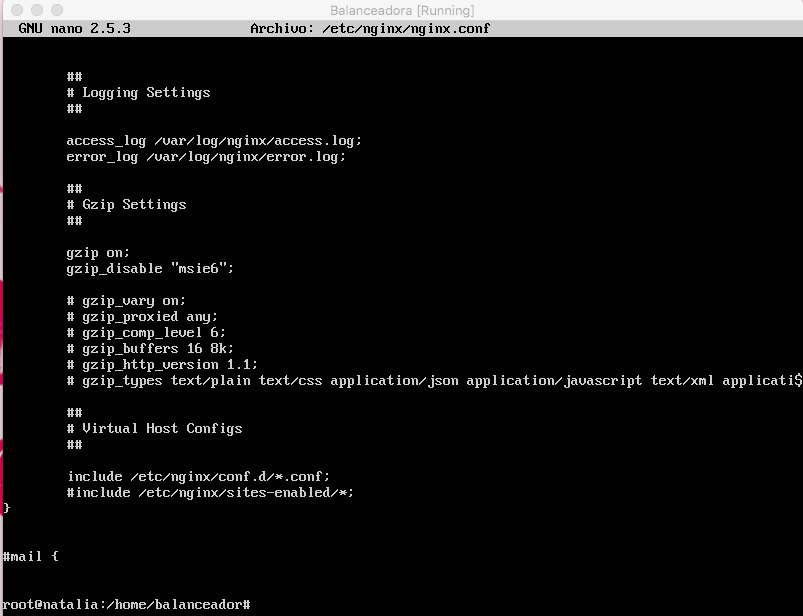 Balanceadora [Running]
GNU nano 2.5.3 Archivo: /etc/nginx/nginx.conf
##
# Logging Settings
##
access_log /var/log/nginx/access.log;
error_log /var/log/nginx/error.log;
##
# Gzip Settings
##
gzip on;
gzip_disable "msie6";
# gzip_vary on;
# gzip_proxied any;
# gzip_comp_level 6;
# gzip_buffers 16 8k;
# gzip_http_version 1.1;
# gzip_types text/plain text/css application/json application/javascript text/xml applicati$
##
# Virtual Host Configs
##
include /etc/nginx/conf.d/*.conf;
#include /etc/nginx/sites-enabled/*;
}
#mail {
root@natalia:/home/balanceador#